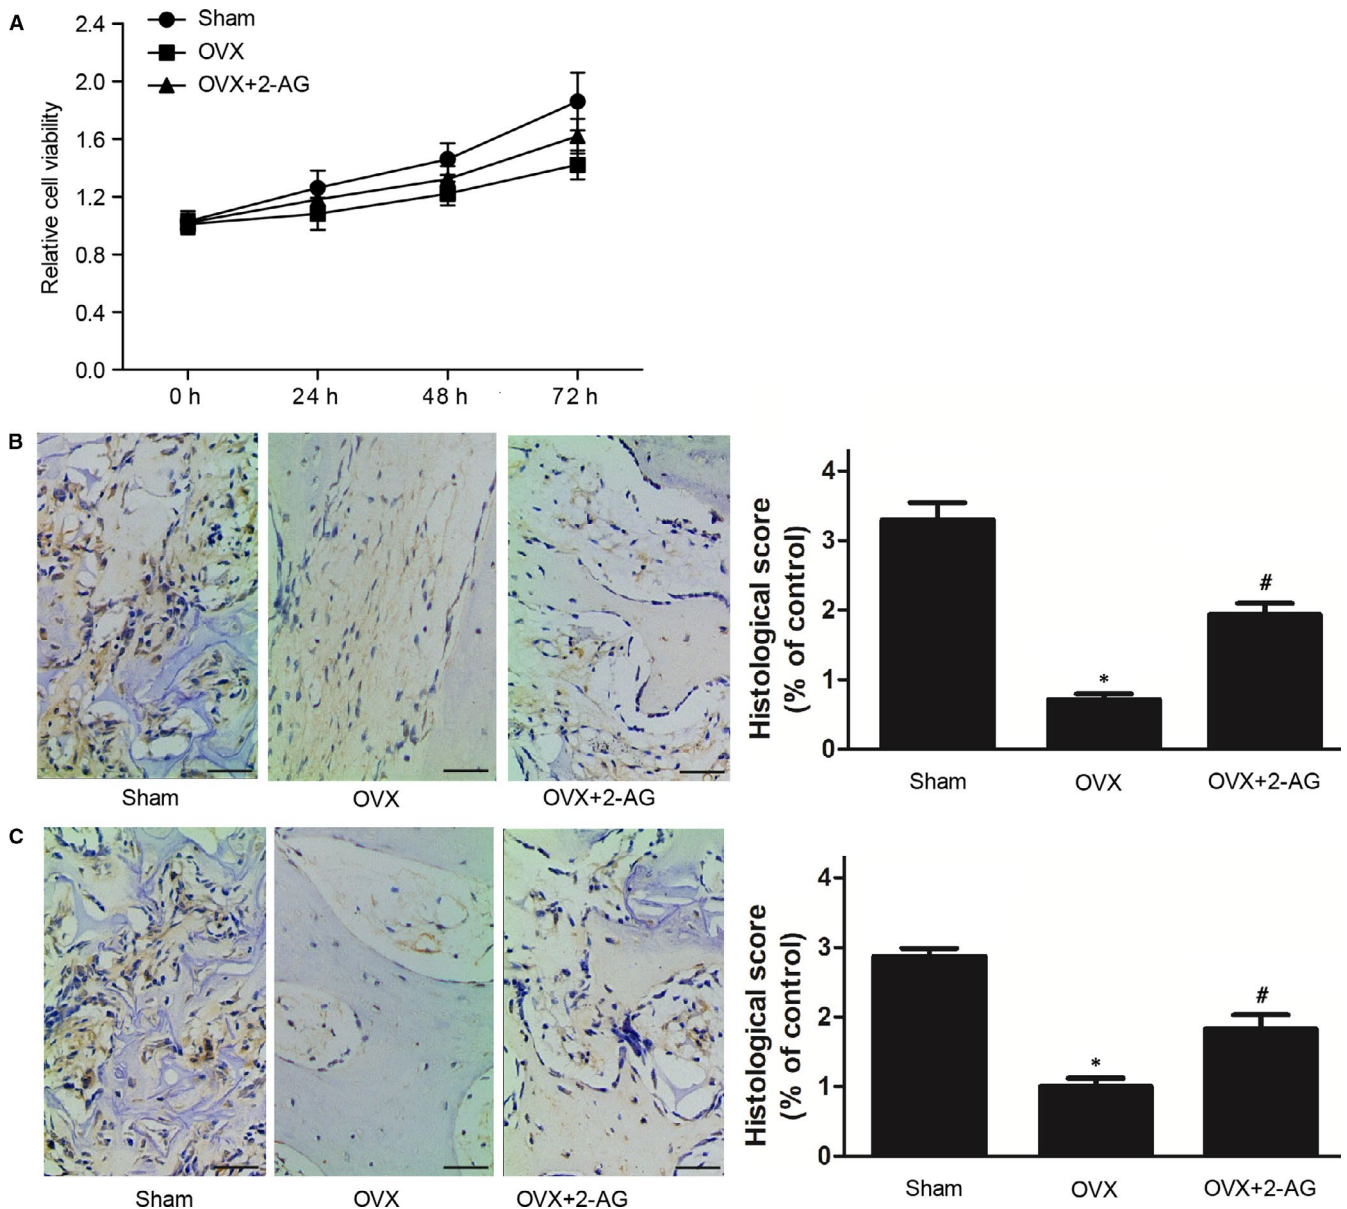 A
2.4
2.0
1.6
1.2
0.8
0.4
0.0
Relative cell viability
Sham
OVX
OVX+2-AG
0 h
24 h
48 h
72 h
B
Sham
OVX
OVX+2-AG
Histological score
(% of control)
4
3
2
1
0
*
#
Sham
OVX
OVX+2-AG
C
Sham
OVX
OVX+2-AG
Histological score
(% of control)
4
3
2
1
0
*
#
Sham
OVX
OVX+2-AG